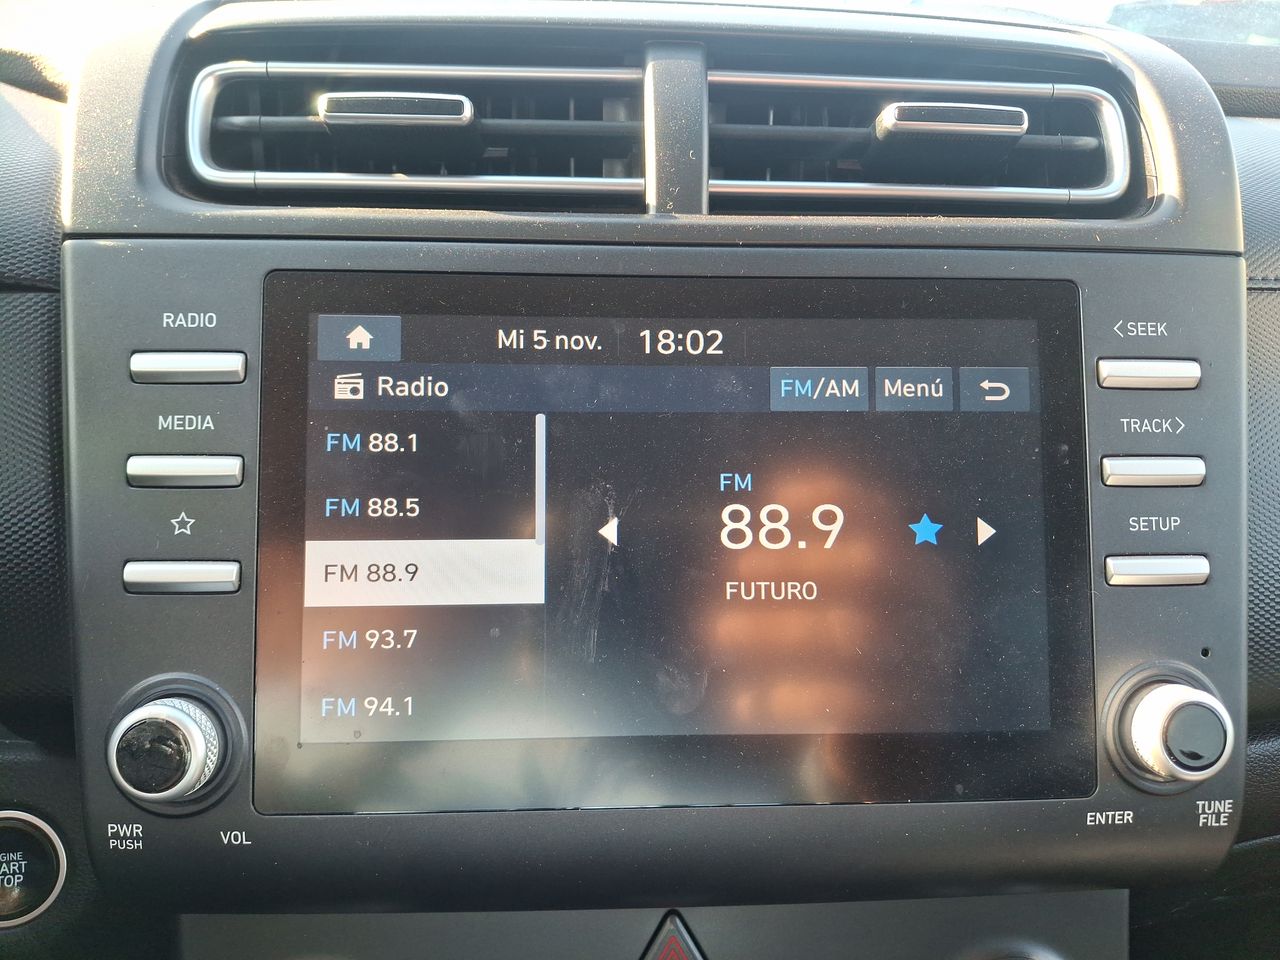 RADIO
MEDIA
PWR
PUSH
VOL
Mi 5 nov. 18:02
Radio FM/AM Menú
FM 88.1
FM 88.5
FM 88.9
FM 93.7
FM 94.1
FM
88.9
FUTURO
<SEEK
TRACK>
SETUP
ENTER
TUNE
FILE